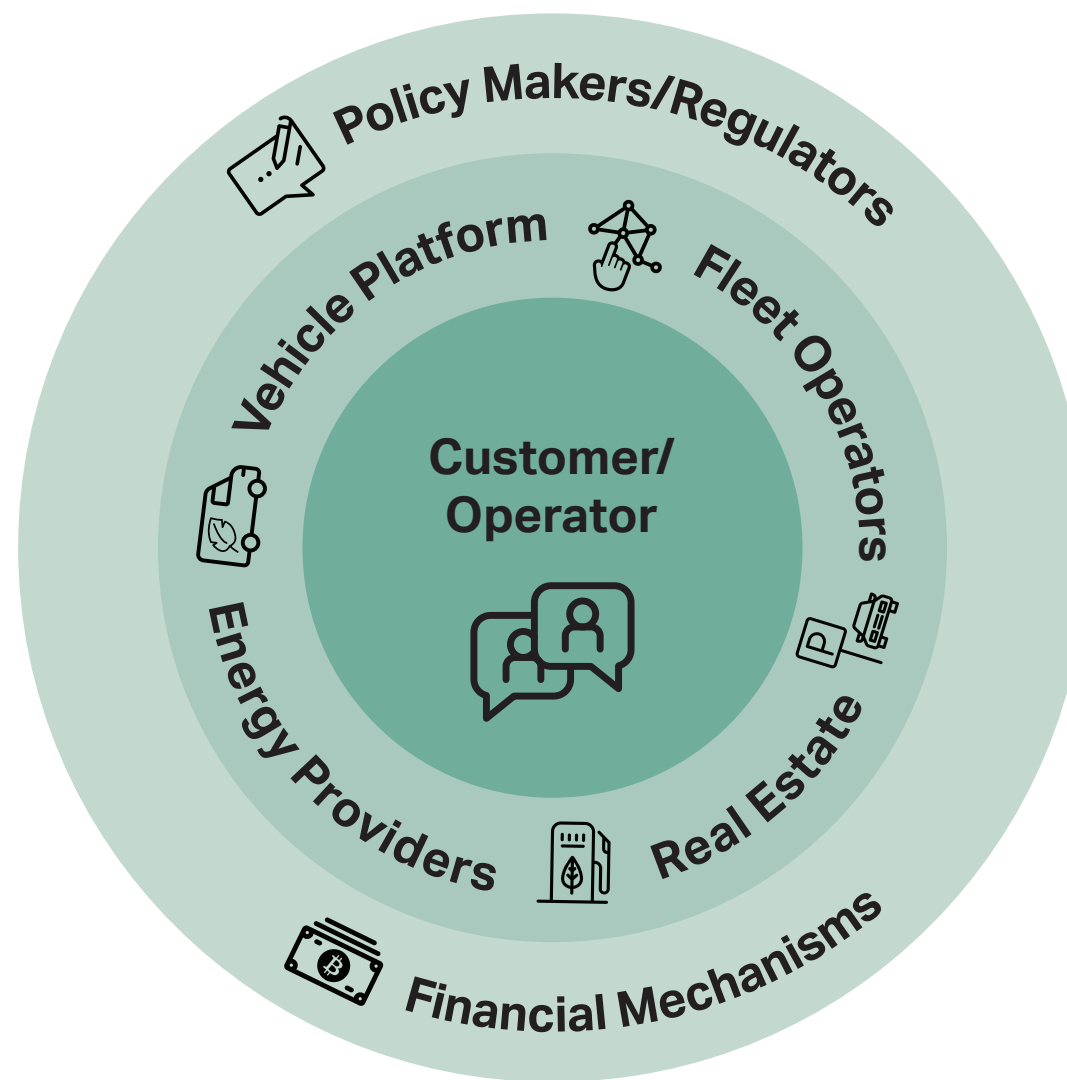 Policy Makers/Regulators
Vehicle Platform
Fleet Operators
Customer/
Operator
P
Energy Providers
Real Estate
₿
Financial Mechanisms